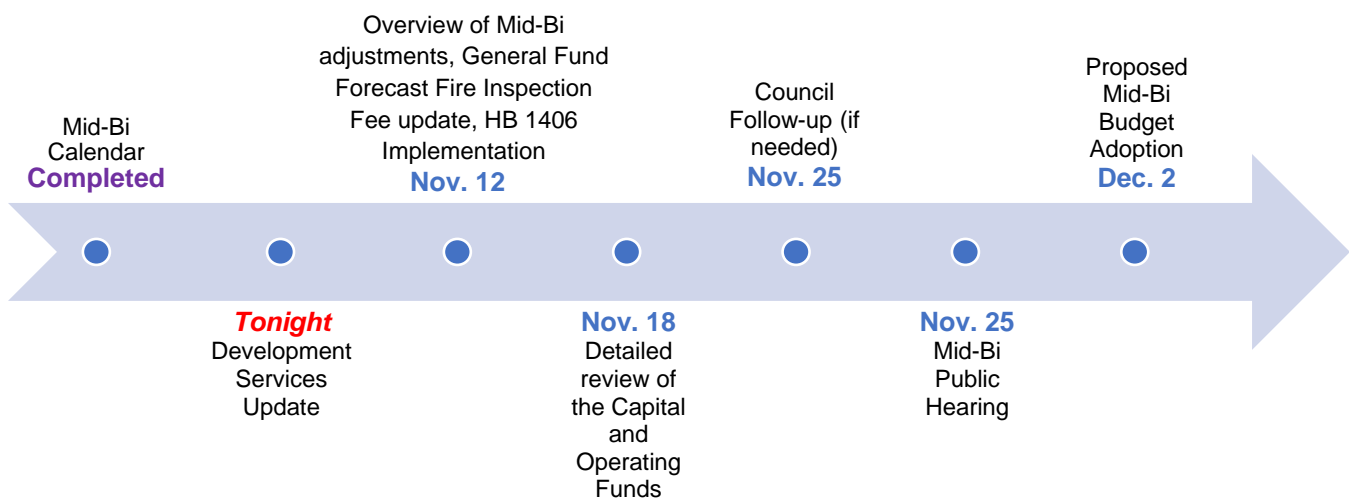 Mid-Bi
Calendar
Completed
Tonight
Development
Services
Update
Overview of Mid-Bi
adjustments, General Fund
Forecast Fire Inspection
Fee update, HB 1406
Implementation
Nov. 12
Nov. 18
Detailed
review of
the Capital
and
Operating
Funds
Council
Follow-up (if
needed)
Nov. 25
Nov. 25
Mid-Bi
Public
Hearing
Proposed
Mid-Bi
Budget
Adoption
Dec. 2